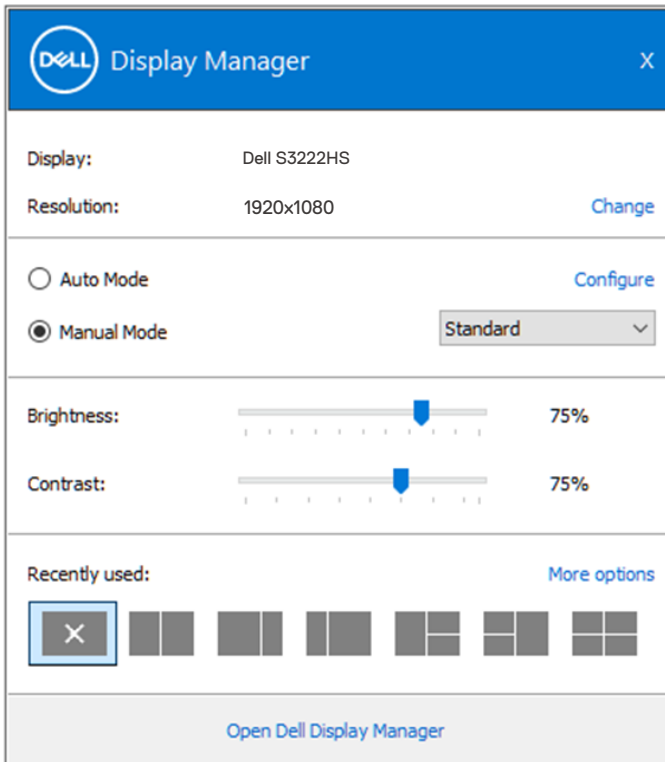 DELL Display Manager X
Display: Dell S3222HS
Resolution: 1920x1080 Change
Auto Mode Configure
Manual Mode Standard
Brightness: 75%
Contrast: 75%
Recently used: More options
Open Dell Display Manager